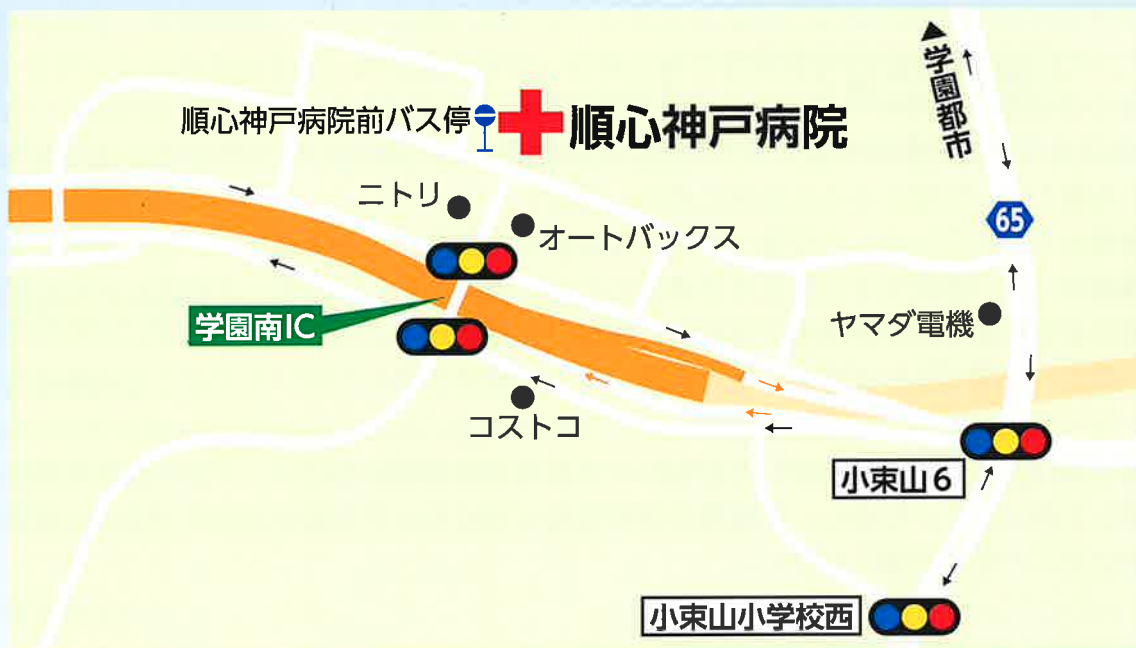 ▲学園都市
順心神戸病院前バス停
順心神戸病院
ニトリ
オートバックス
65
学園南IC
ヤマダ電機
コストコ
小束山6
小束山小学校西